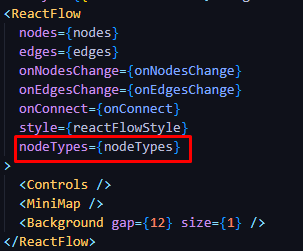 <ReactFlow
nodes={nodes}
edges={edges}
onNodesChange={onNodesChange}
onEdgesChange={onEdgesChange}
onConnect={onConnect}
style={reactFlowStyle}
nodeTypes={nodeTypes}
>
<Controls />
<MiniMap />
<Background gap={12} size={1} />
</ReactFlow>